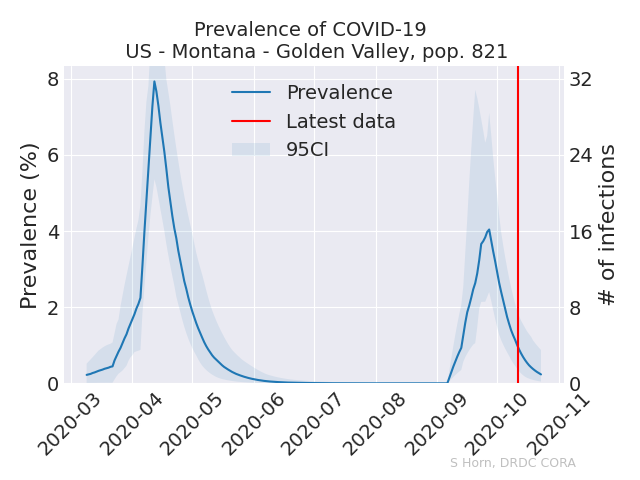 Prevalence of COVID-19
US - Montana - Golden Valley, pop. 821
Prevalence
Latest data
95CI
Prevalence (%)
8
6
4
2
0
# of infections
32
24
16
8
0
2020-03
2020-04
2020-05
2020-06
2020-07
2020-08
2020-09
2020-10
2020-11
S Horn, DRDC CORA